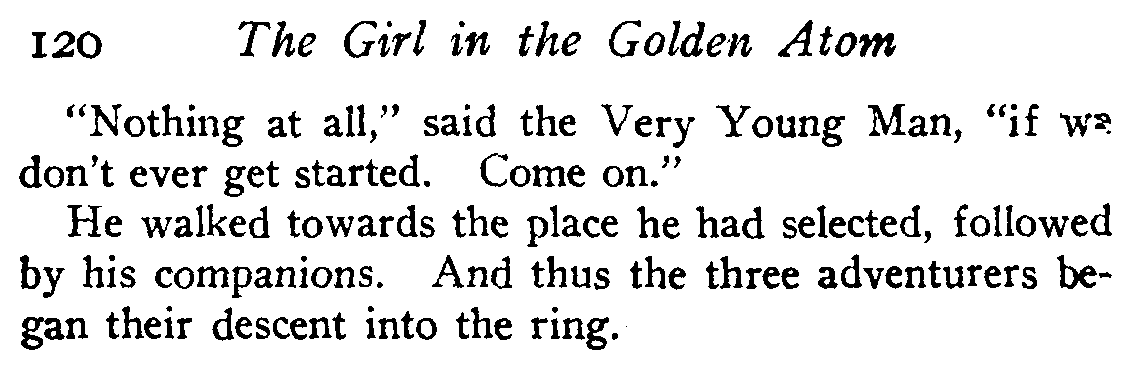 120 The Girl in the Golden Atom
“Nothing at all,” said the Very Young Man, “if we
don't ever get started. Come on.”
He walked towards the place he had selected, followed
by his companions. And thus the three adventurers be-
gan their descent into the ring.